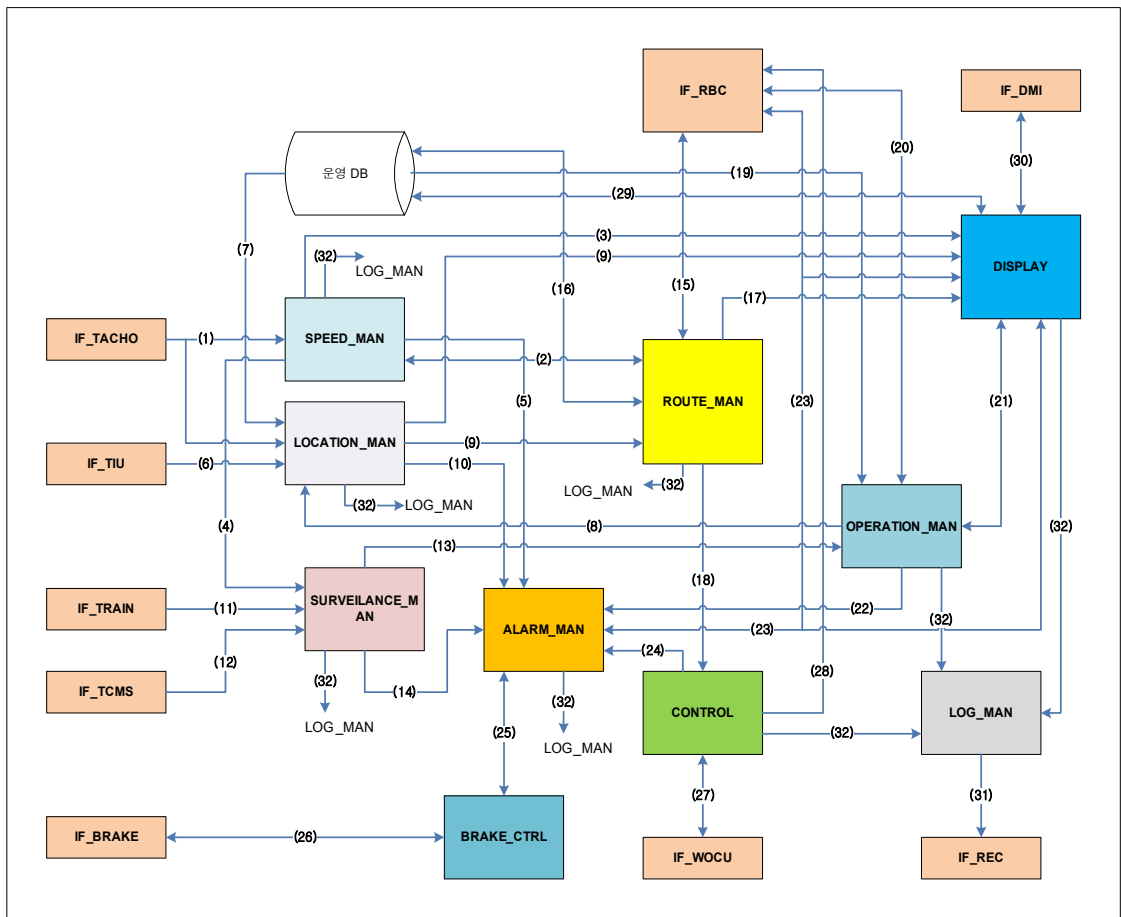 IF_RBC
IF_DMI
(20)
(30)
운영 DB
(19)
(29)
(7)
(3)
(32)
LOG_MAN
(9)
DISPLAY
(16)
(15)
(17)
IF_TACHO
(1)
SPEED_MAN
(2)
(5)
ROUTE_MAN
(23)
(21)
LOCATION_MAN
(9)
IF_TIU
(6)
(10)
(32)
LOG_MAN
(32)
LOG_MAN
(4)
(8)
OPERATION_MAN
(32)
(13)
(18)
IF_TRAIN
(11)
SURVEILANCE_M
AN
ALARM_MAN
(22)
(32)
(23)
(12)
(24)
IF_TCMS
(32)
(14)
(32)
(28)
LOG_MAN
LOG_MAN
CONTROL
LOG_MAN
(25)
(32)
(27)
(31)
IF_BRAKE
(26)
BRAKE_CTRL
IF_WOCU
IF_REC